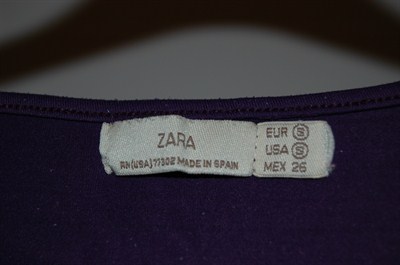 ZARA
RN(USA)77302 MADE IN SPAIN
EUR S
USA S
MEX 26